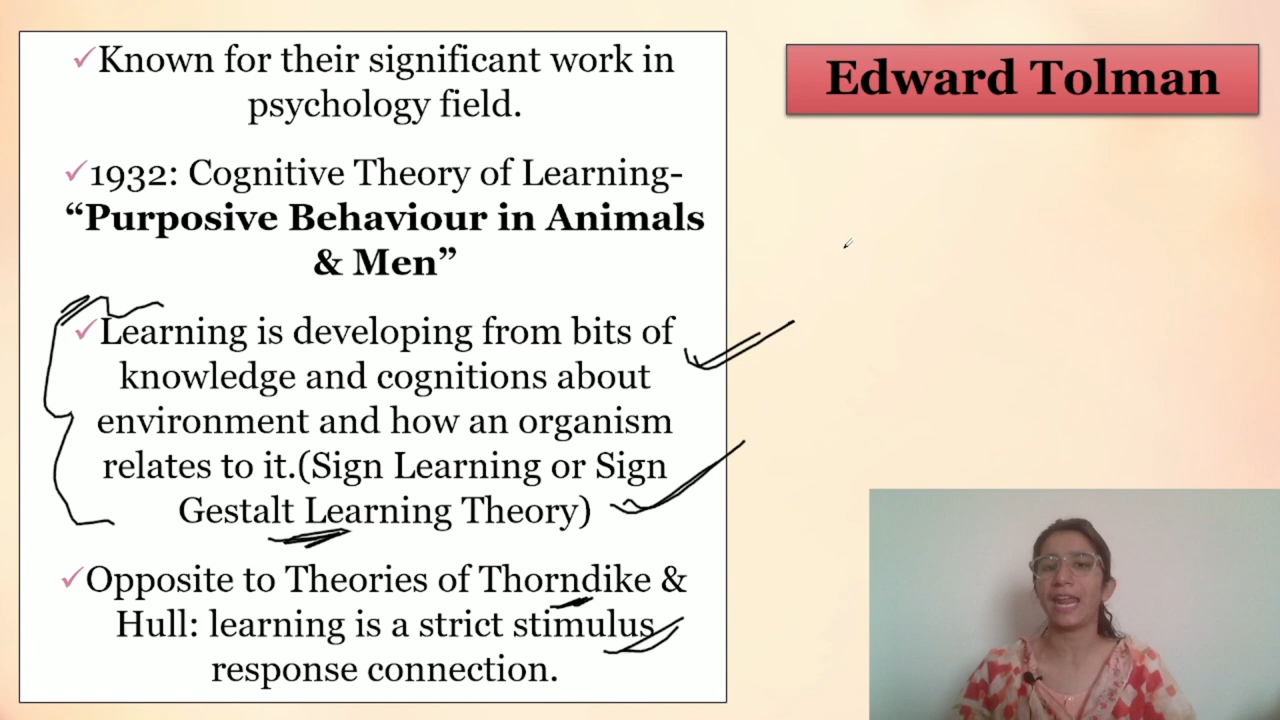 Edward Tolman
✓Known for their significant work in
psychology field.
✓1932: Cognitive Theory of Learning-
“Purposive Behaviour in Animals
& Men”
✓Learning is developing from bits of
knowledge and cognitions about
environment and how an organism
relates to it.(Sign Learning or Sign
Gestalt Learning Theory)
✓Opposite to Theories of Thorndike &
Hull: learning is a strict stimulus
response connection.